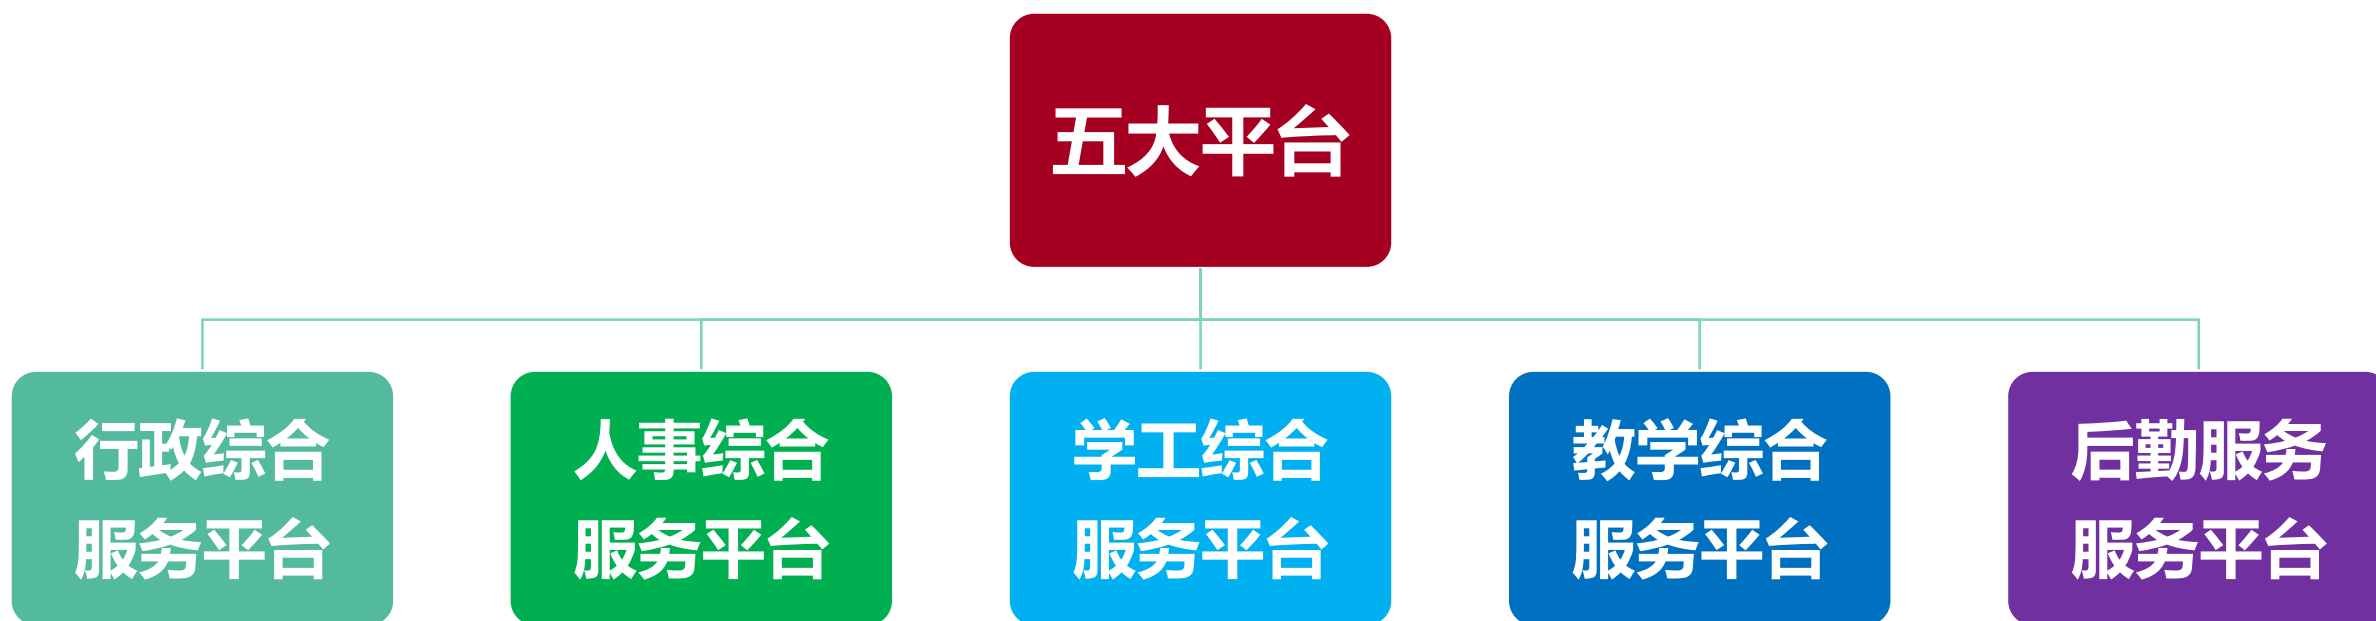 五大平台
行政综合
服务平台
人事综合
服务平台
学工综合
服务平台
教学综合
服务平台
后勤服务
服务平台